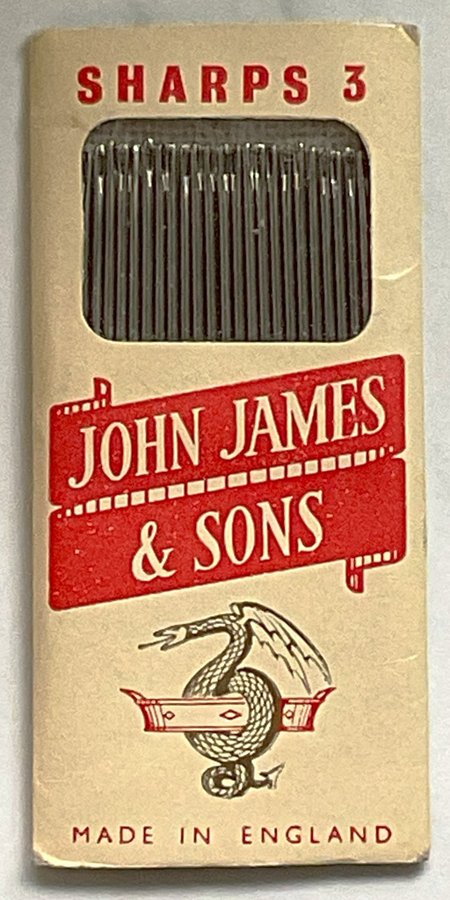 SHARPS 3
JOHN JAMES
& SONS
MADE IN ENGLAND